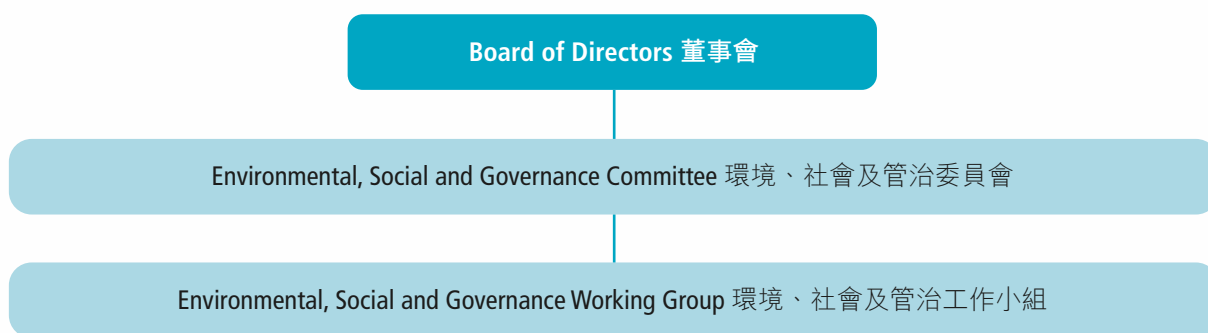 Board of Directors 董事會
Environmental, Social and Governance Committee 環境、社會及管治委員會
Environmental, Social and Governance Working Group 環境、社會及管治工作小組